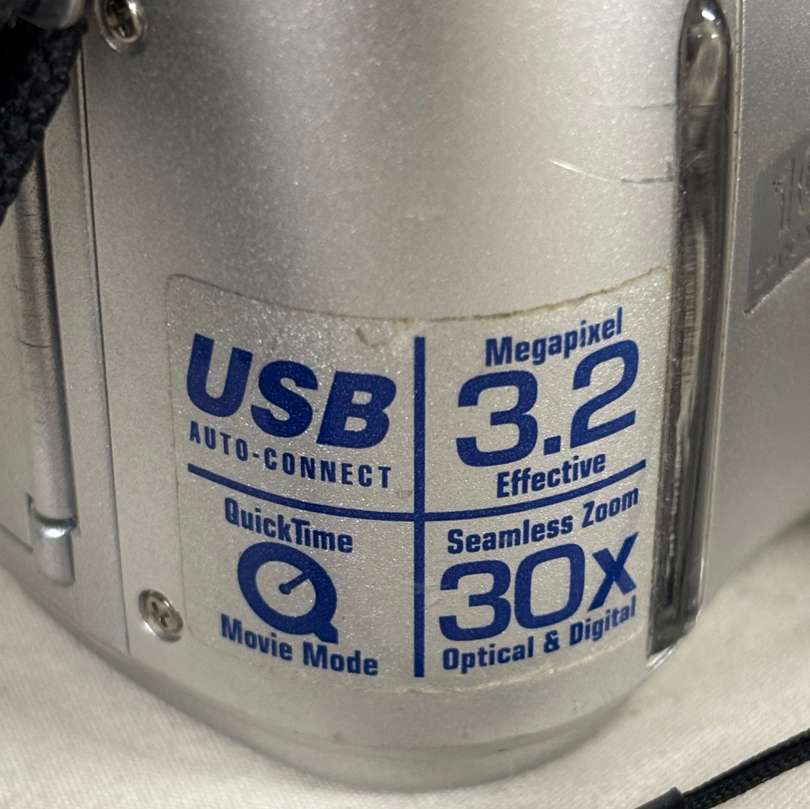 USB
AUTO-CONNECT
Megapixel
3.2
Effective
QuickTime
Movie Mode
Seamless Zoom
30x
Optical & Digital